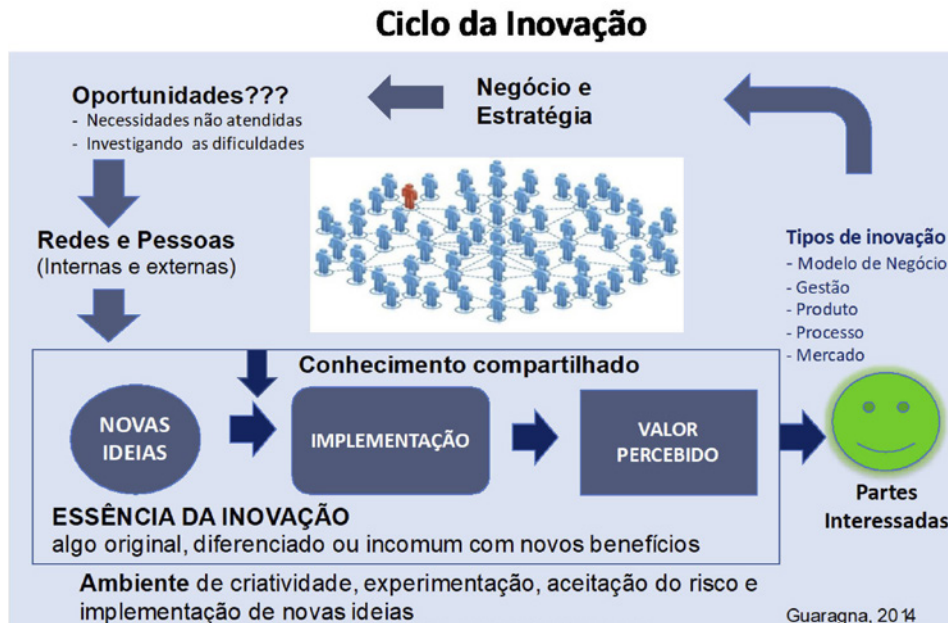 Ciclo da Inovação
Oportunidades???
- Necessidades não atendidas
- Investigando as dificuldades
Negócio e
Estratégia
Redes e Pessoas
(Internas e externas)
Tipos de inovação
- Modelo de Negócio
- Gestão
- Produto
- Processo
- Mercado
Conhecimento compartilhado
NOVAS
IDEIAS
IMPLEMENTAÇÃO
VALOR
PERCEBIDO
Partes
Interessadas
ESSÊNCIA DA INOVAÇÃO
algo original, diferenciado ou incomum com novos benefícios
Ambiente de criatividade, experimentação, aceitação do risco e
implementação de novas ideias
Guaragna, 2014